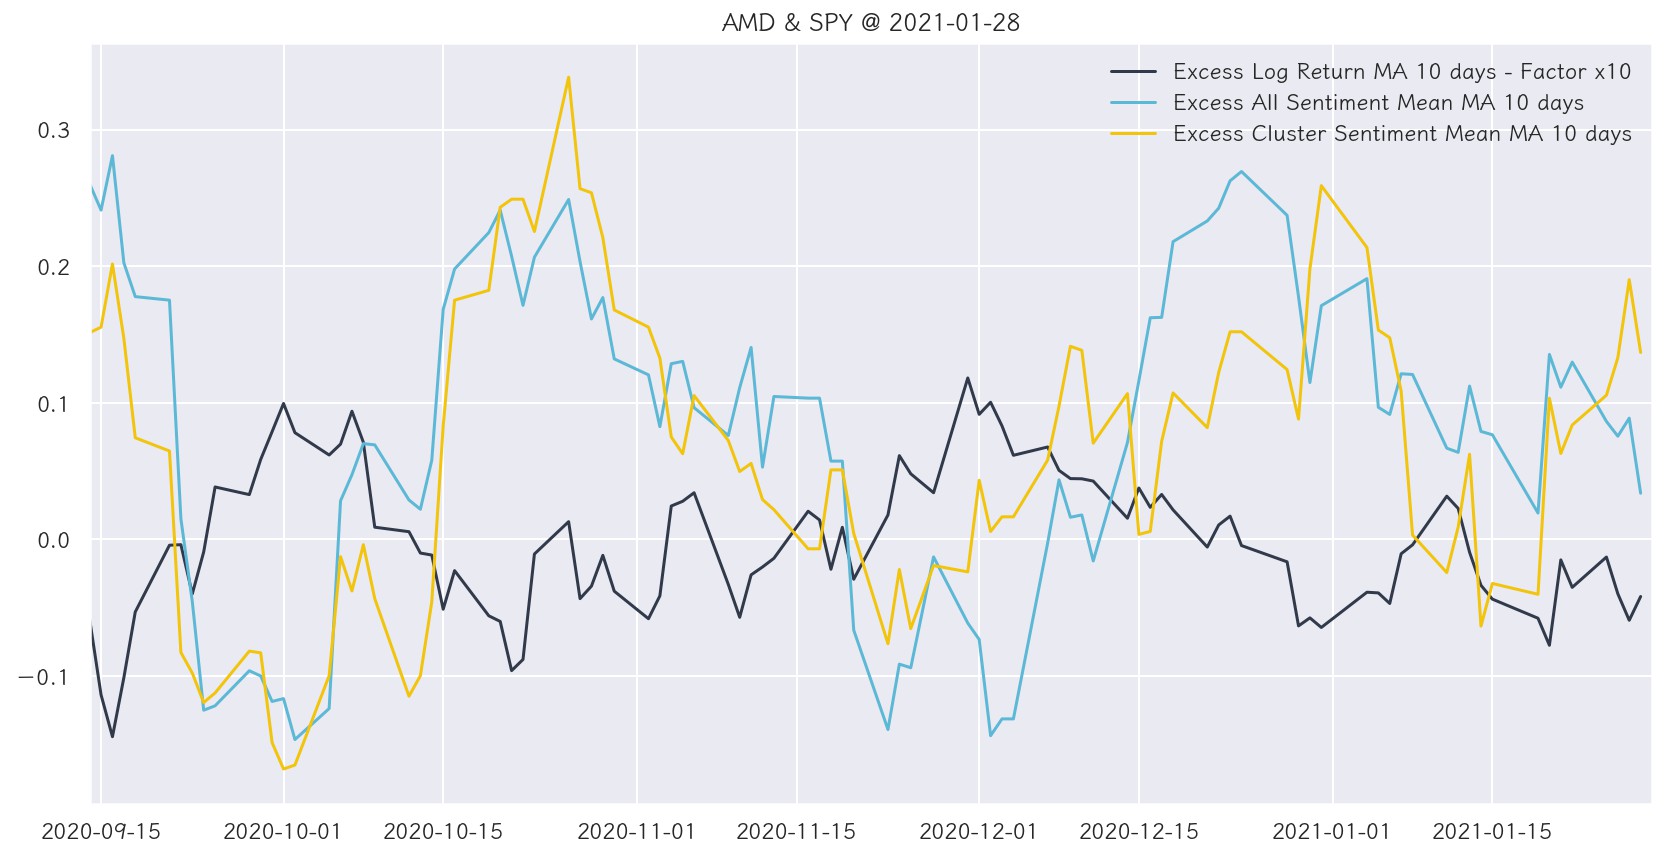 AMD & SPY @ 2021-01-28
Excess Log Return MA 10 days - Factor x10
Excess All Sentiment Mean MA 10 days
Excess Cluster Sentiment Mean MA 10 days
0.3
0.2
0.1
0.0
−0.1
2020-09-15 2020-10-01 2020-10-15 2020-11-01 2020-11-15 2020-12-01 2020-12-15 2021-01-01 2021-01-15